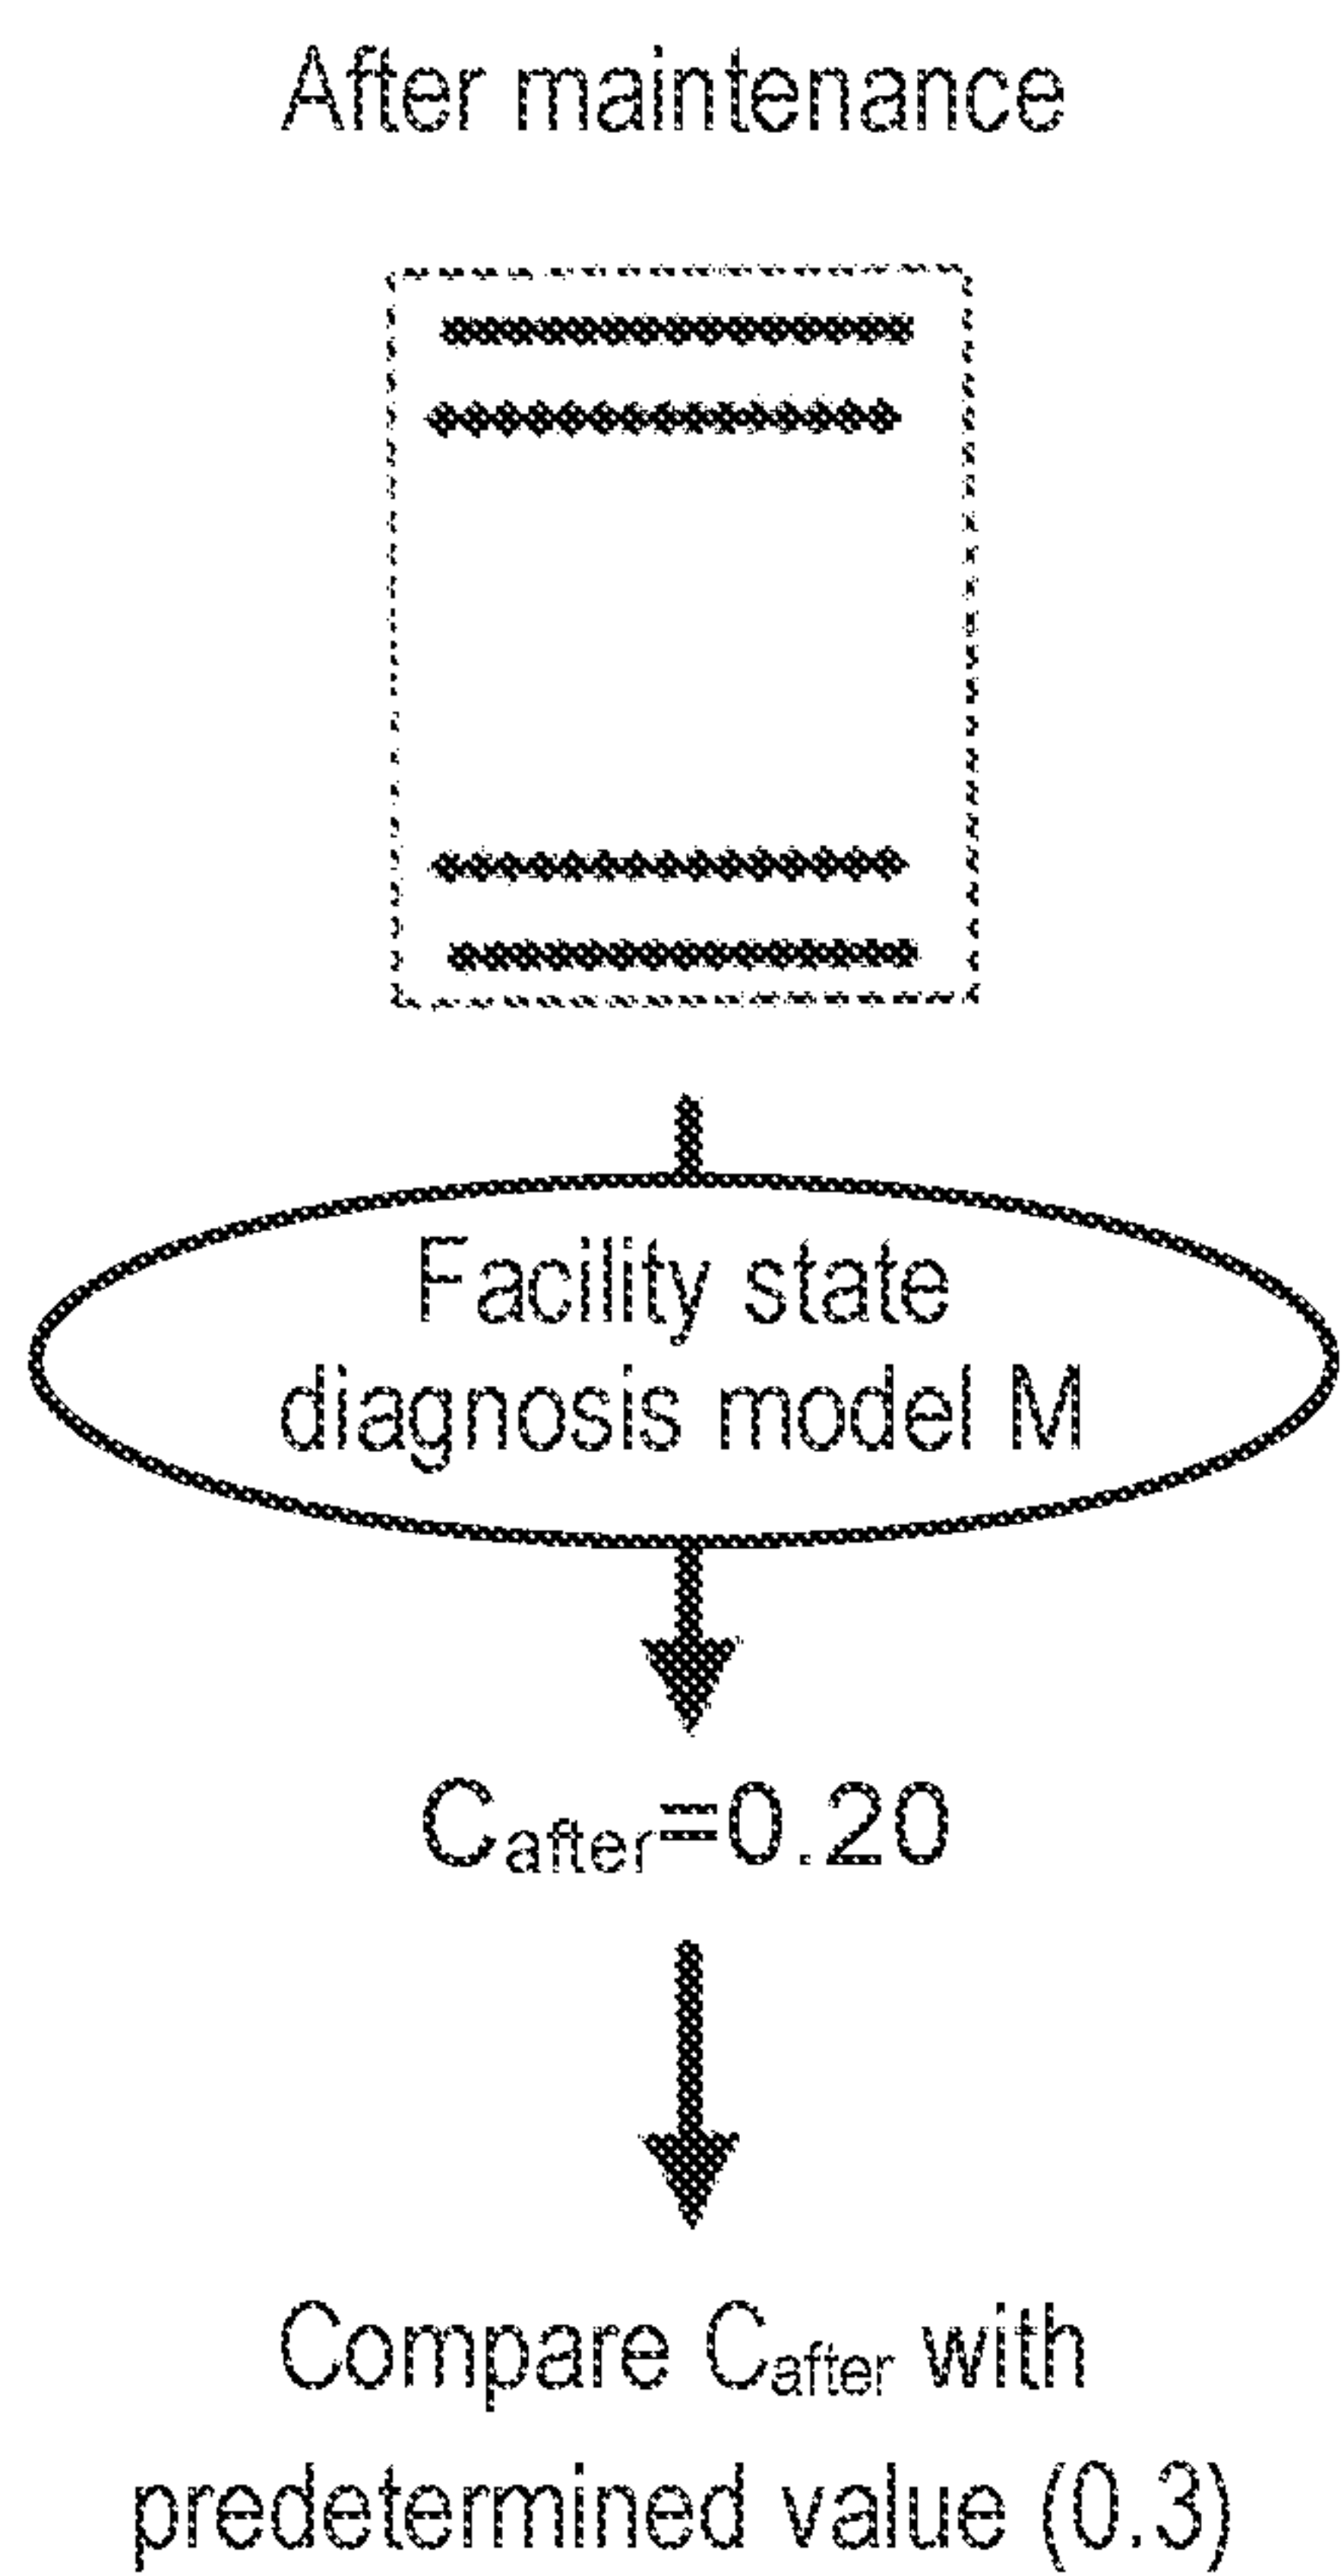 After maintenance
Facility state
diagnosis model M
Cafter=0.20
Compare Cafter with
predetermined value (0.3)